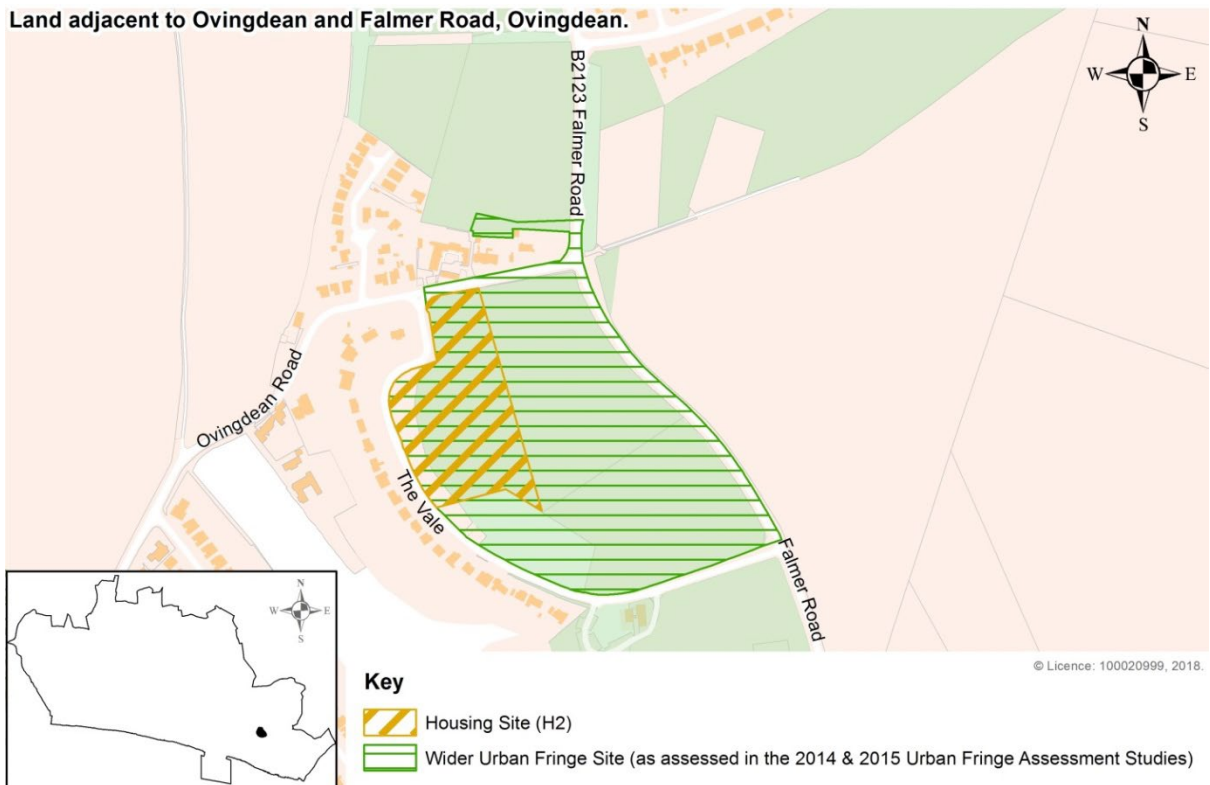 Land adjacent to Ovingdean and Falmer Road, Ovingdean.
N
W E
S
B2123 Falmer Road
Ovingdean Road
The Vale
Falmer Road
N
W E
S
© Licence: 100020999, 2018.
Key
Housing Site (H2)
Wider Urban Fringe Site (as assessed in the 2014 & 2015 Urban Fringe Assessment Studies)